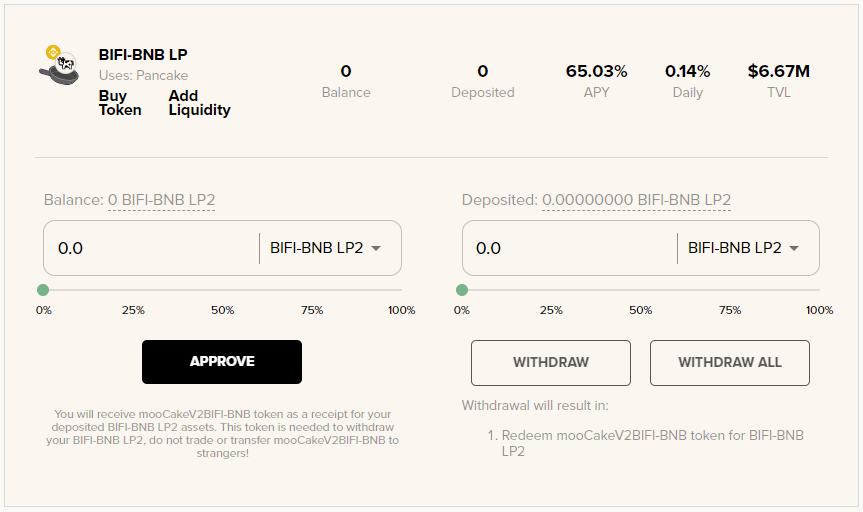 BIFI-BNB LP
Uses: Pancake
Buy Token
Add Liquidity
0
Balance
0
Deposited
65.03%
APY
0.14%
Daily
$6.67M
TVL
Balance: 0 BIFI-BNB LP2
0.0
BIFI-BNB LP2
0% 25% 50% 75% 100%
APPROVE
You will receive mooCakeV2BIFI-BNB token as a receipt for your
deposited BIFI-BNB LP2 assets. This token is needed to withdraw
your BIFI-BNB LP2, do not trade or transfer mooCakeV2BIFI-BNB to
strangers!
Deposited: 0.00000000 BIFI-BNB LP2
0.0
BIFI-BNB LP2
0% 25% 50% 75% 100%
WITHDRAW
WITHDRAW ALL
Withdrawal will result in:
1. Redeem mooCakeV2BIFI-BNB token for BIFI-BNB
LP2